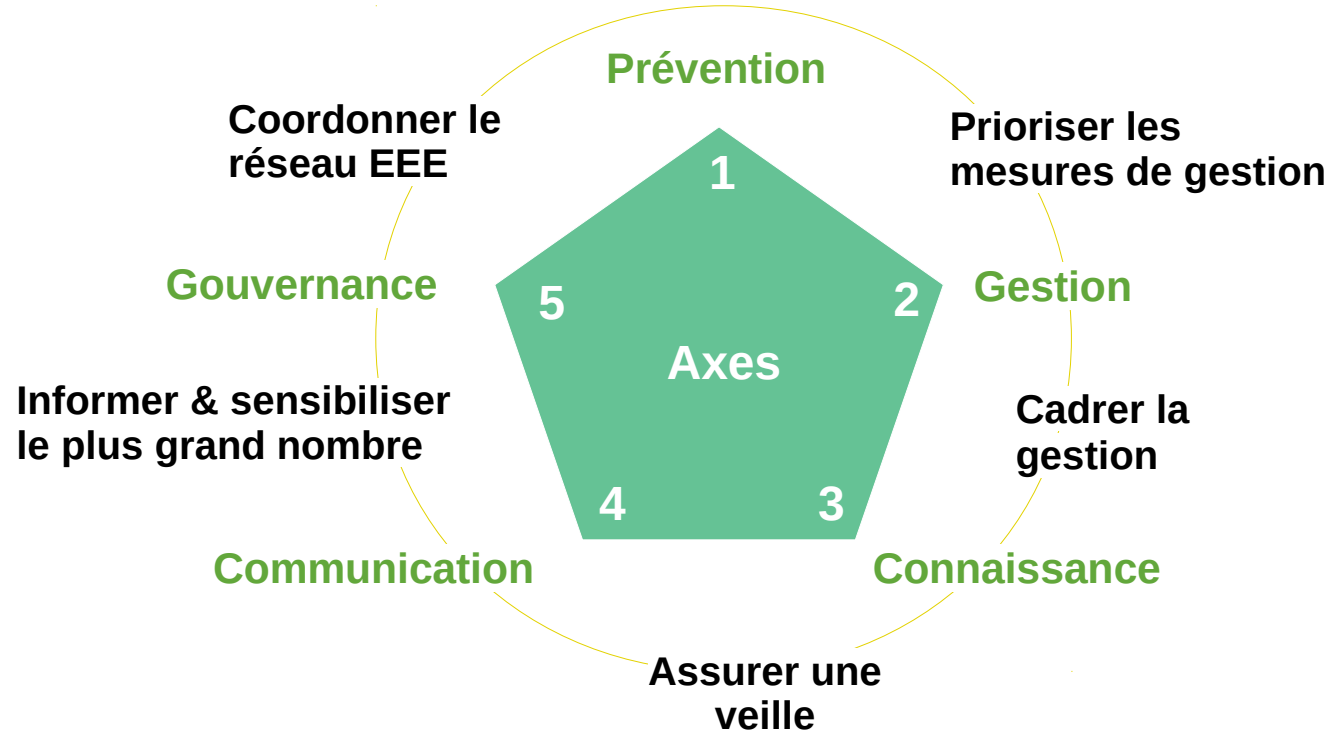 Prévention
Coordonner le
réseau EEE
Prioriser les
mesures de gestion
1
Gouvernance
5
2
Gestion
Axes
Informer & sensibiliser
le plus grand nombre
Cadrer la
gestion
4
3
Communication
Connaissance
Assurer une
veille